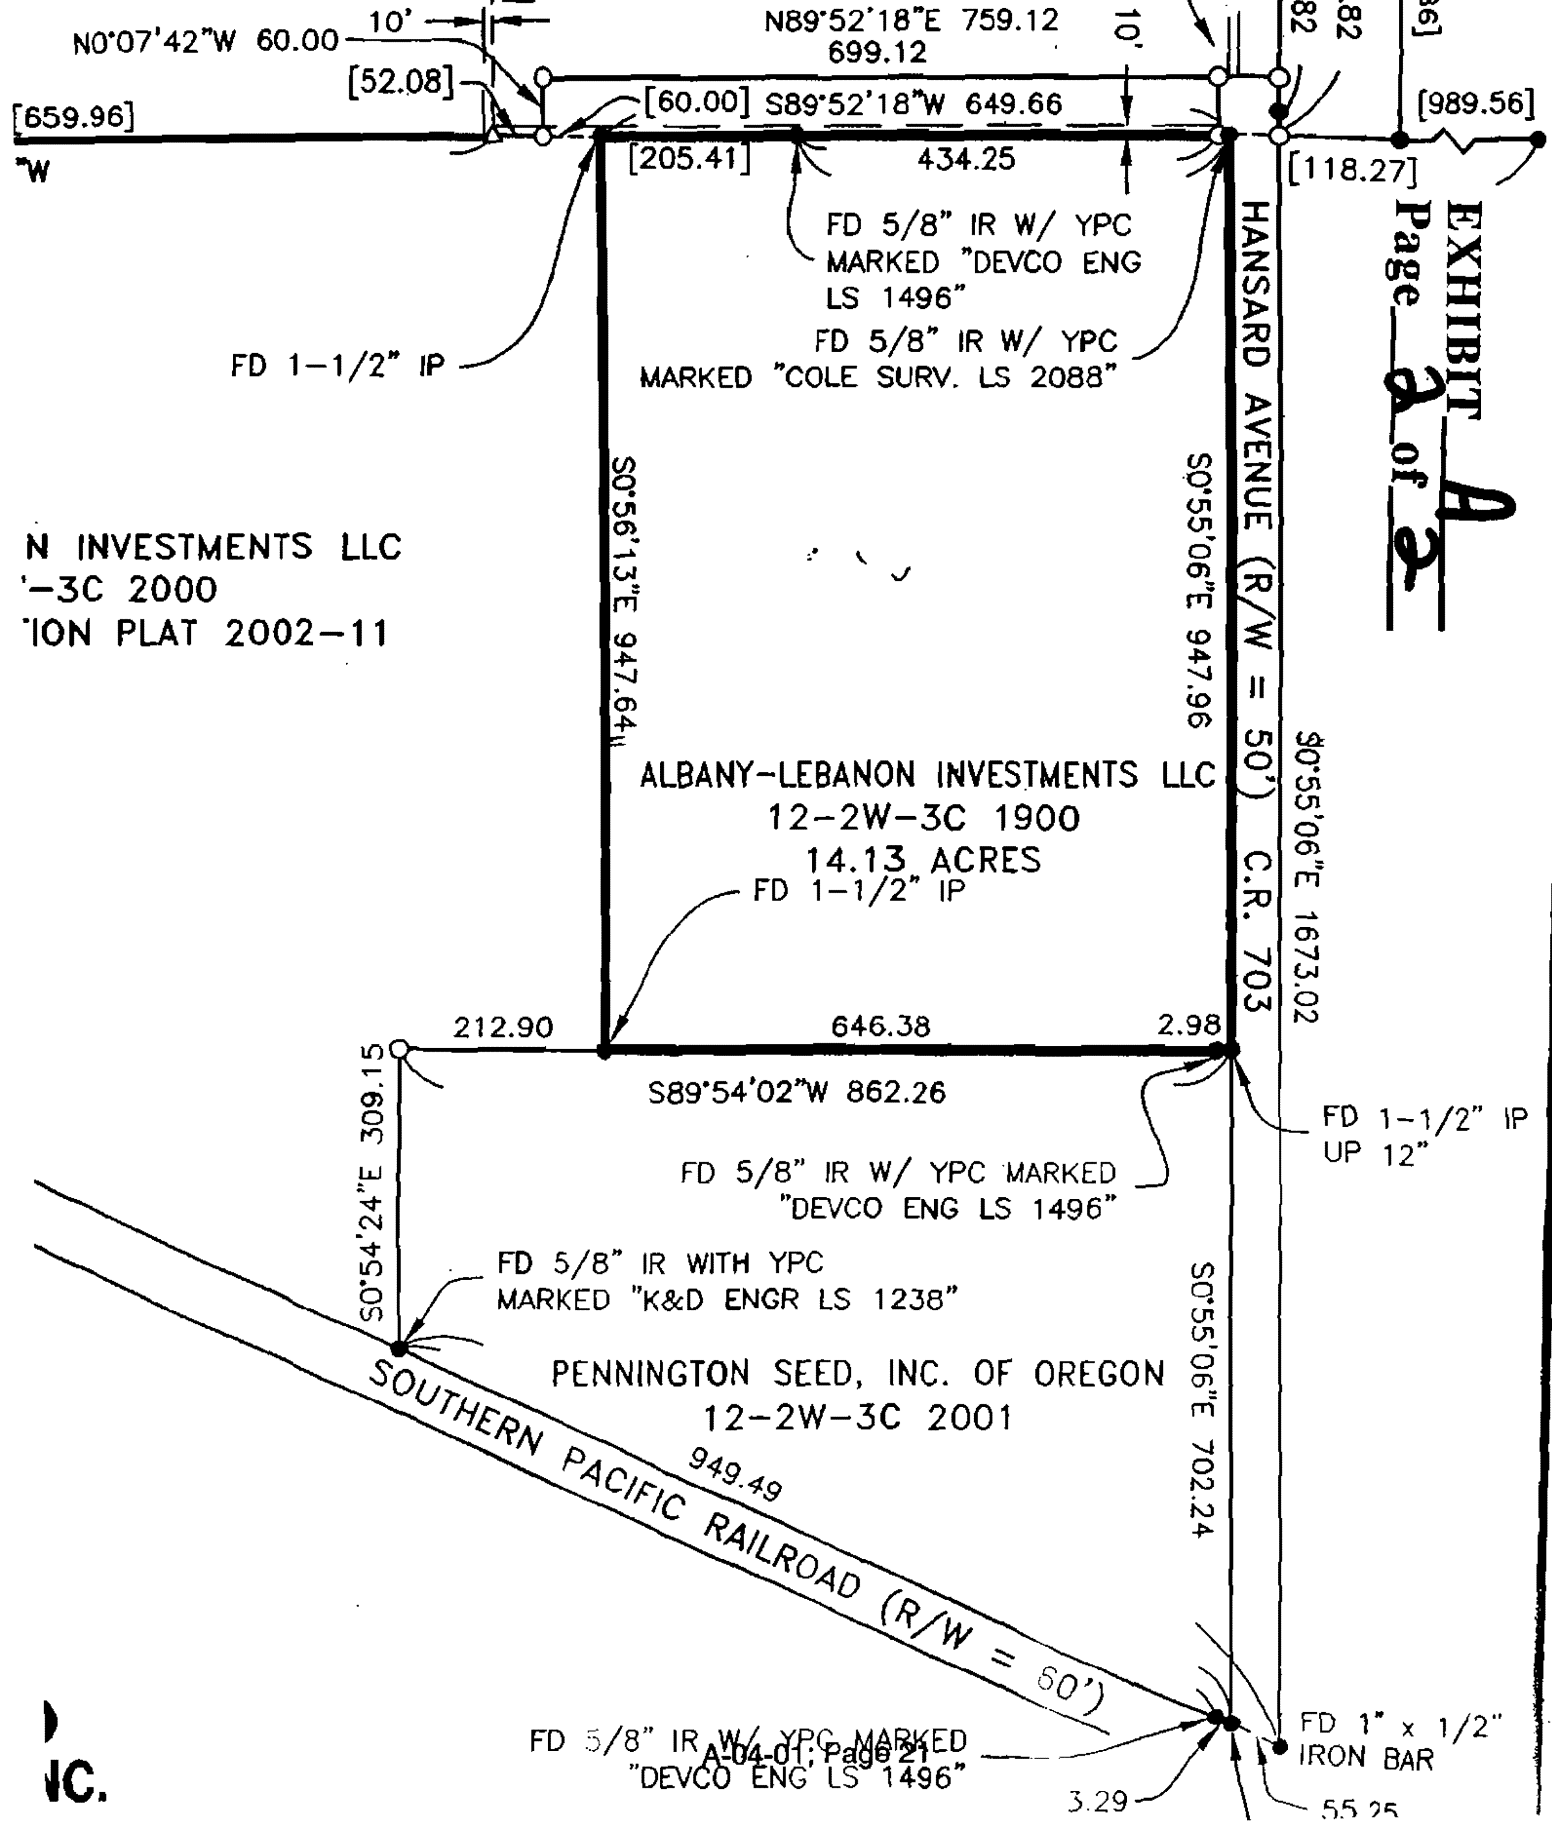 10'
N0°07'42"W 60.00
N89°52'18"E 759.12
699.12
10'
82
.82
36]
[52.08]
[60.00]
S89°52'18"W 649.66
[659.96]
[989.56]
"W
[205.41]
434.25
[118.27]
EXHIBIT A
Page 2 of 2
FD 5/8" IR W/ YPC
MARKED "DEVCO ENG
LS 1496"
FD 1-1/2" IP
FD 5/8" IR W/ YPC
MARKED "COLE SURV. LS 2088"
HANSARD AVENUE (R/W = 50') C.R. 703
S0°56'13"E 947.64
S0°55'06"E 947.96
N INVESTMENTS LLC
'-3C 2000
'ION PLAT 2002-11
S0°55'06"E 1673.02
ALBANY-LEBANON INVESTMENTS LLC
12-2W-3C 1900
14.13 ACRES
FD 1-1/2" IP
212.90
646.38
2.98
S89°54'02"W 862.26
S0°54'24"E 309.15
FD 1-1/2" IP
UP 12"
FD 5/8" IR W/ YPC MARKED
"DEVCO ENG LS 1496"
FD 5/8" IR WITH YPC
MARKED "K&D ENGR LS 1238"
S0°55'06"E 702.24
PENNINGTON SEED, INC. OF OREGON
12-2W-3C 2001
949.49
SOUTHERN PACIFIC RAILROAD (R/W = 60')
FD 5/8" IR W/ YPC MARKED
A-04-01, Page 21
"DEVCO ENG LS 1496"
FD 1" x 1/2"
IRON BAR
3.29
55.25
NC.